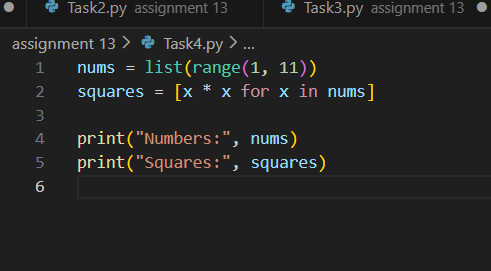 Task2.py assignment 13 Task3.py assignment 13
assignment 13 > Task4.py > ...
1 nums = list(range(1, 11))
2 squares = [x * x for x in nums]
3
4 print("Numbers:", nums)
5 print("Squares:", squares)
6